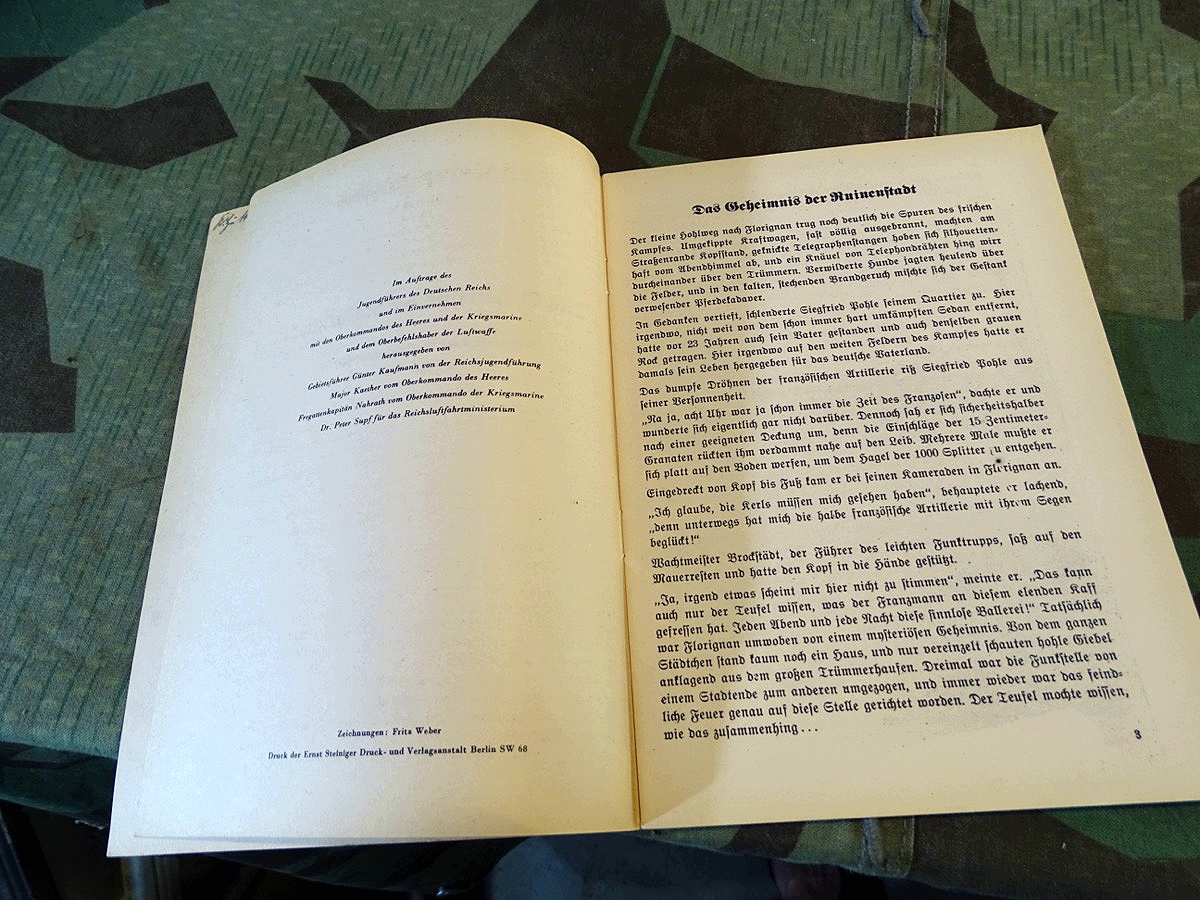 Im Auftrage des
Jugendführers des Deutschen Reichs
und im Einvernehmen
mit den Oberkommandos des Heeres und der Kriegsmarine
und dem Oberbefehlshaber der Luftwaffe
herausgegeben von
Gebietsführer Günter Kaufmann von der Reichsjugendführung
Major Kaether vom Oberkommando des Heeres
Fregattenkapitän Nahrath vom Oberkommando der Kriegsmarine
Dr. Peter Supf für das Reichsluftfahrtministerium
Zeichnungen: Fritz Weber
Druck der Ernst Steiniger Druck- und Verlagsanstalt Berlin SW 68
Das Geheimnis der Ruinenstadt
Der kleine Hohlweg nach Florignan trug noch deutlich die Spuren des frischen
Kampfes. Umgekippte Kraftwagen, fast völlig ausgebrannt, machten am
Straßenrande Kopfstand, geknickte Telegraphenstangen hoben sich silhouetten-
haft vom Abendhimmel ab, und ein Knäuel von Telephondrähten hing wirr
durcheinander über den Trümmern. Verwilderte Hunde jagten heulend über
die Felder, und in den kalten, stechenden Brandgeruch mischte sich der Gestank
verwesender Pferdekadaver.
In Gedanken vertieft, schlenderte Siegfried Pohle seinem Quartier zu. Hier
irgendwo, nicht weit von dem schon immer hart umkämpften Sedan entfernt,
hatte vor 23 Jahren auch sein Vater gestanden und auch denselben grauen
Rock getragen. Hier irgendwo auf den weiten Feldern des Kampfes hatte er
damals sein Leben hergegeben für das deutsche Vaterland.
Das dumpfe Dröhnen der französischen Artillerie riß Siegfried Pohle aus
seiner Versonnenheit.
„Na ja, acht Uhr war ja schon immer die Zeit des Franzosen“, dachte er und
wunderte sich eigentlich gar nicht darüber. Dennoch sah er sich sicherheitshalber
nach einer geeigneten Deckung um, denn die Einschläge der 15-Zentimeter-
Granaten rückten ihm verdammt nahe auf den Leib. Mehrere Male mußte er
sich platt auf den Boden werfen, um dem Hagel der 1000 Splitter zu entgehen.
Eingedreckt von Kopf bis Fuß kam er bei seinen Kameraden in Florignan an.
„Ich glaube, die Kerls müssen mich gesehen haben“, behauptete er lachend,
„denn unterwegs hat mich die halbe französische Artillerie mit ihrem Segen
beglückt!“
Wachtmeister Brockstädt, der Führer des leichten Funktrupps, saß auf den
Mauerresten und hatte den Kopf in die Hände gestützt.
„Ja, irgend etwas scheint mir hier nicht zu stimmen“, meinte er. „Das kann
auch nur der Teufel wissen, was der Franzmann an diesem elenden Kaff
gefressen hat. Jeden Abend und jede Nacht diese sinnlose Ballerei!“ Tatsächlich
war Florignan umwoben von einem mysteriösen Geheimnis. Von dem ganzen
Städtchen stand kaum noch ein Haus, und nur vereinzelt schauten hohle Giebel
anklagend aus dem großen Trümmerhaufen. Dreimal war die Funkstelle von
einem Stadtende zum anderen umgezogen, und immer wieder war das feind-
liche Feuer genau auf diese Stelle gerichtet worden. Der Teufel mochte wissen,
wie das zusammenhing . . .
3